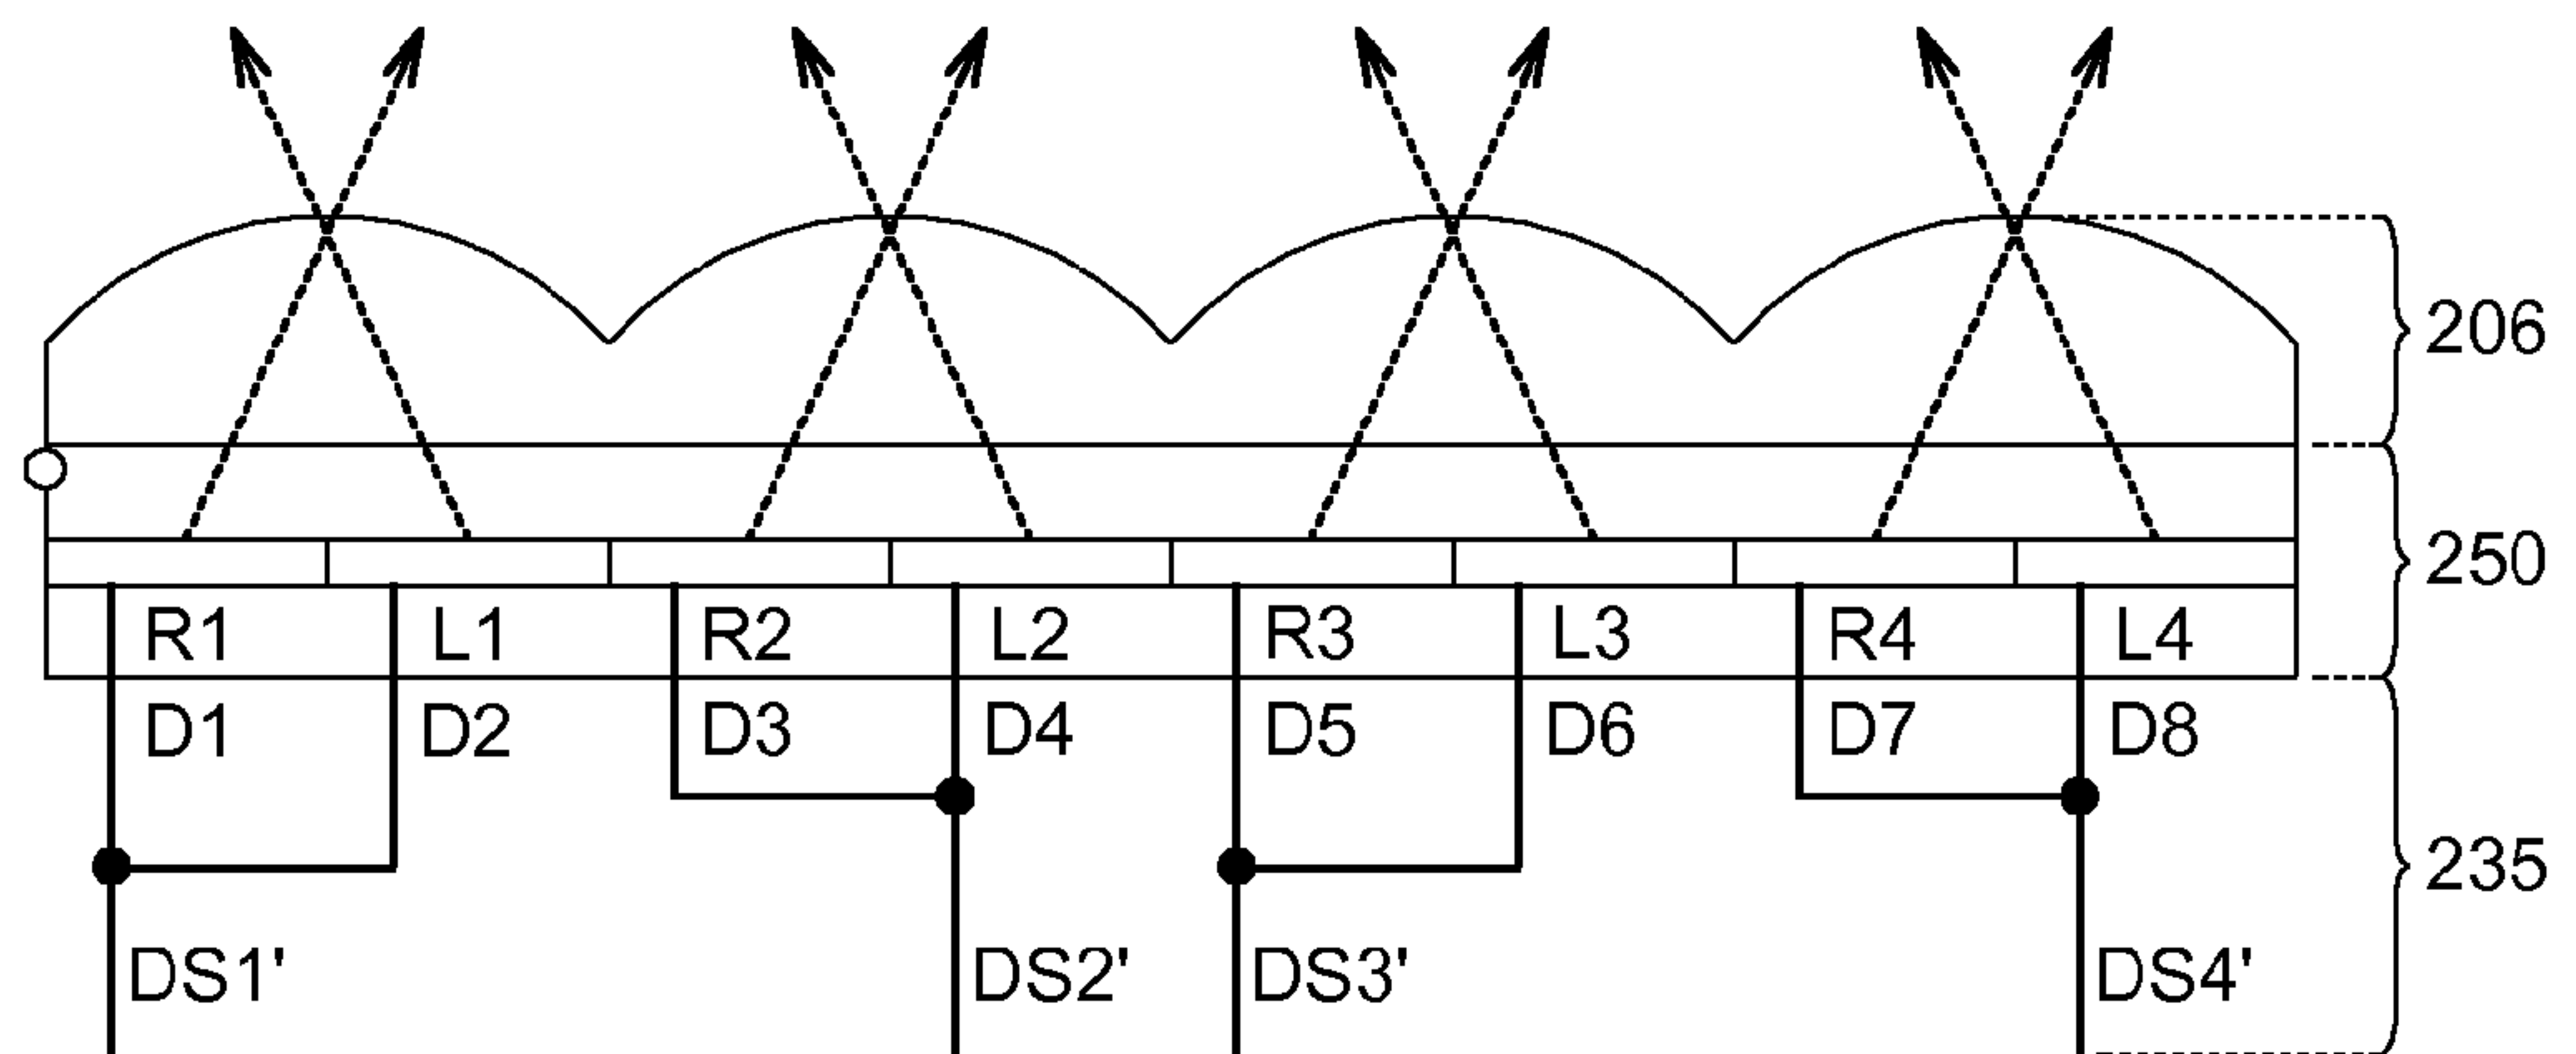 206
250
R1 L1 R2 L2 R3 L3 R4 L4
D1 D2 D3 D4 D5 D6 D7 D8
235
DS1' DS2' DS3' DS4'